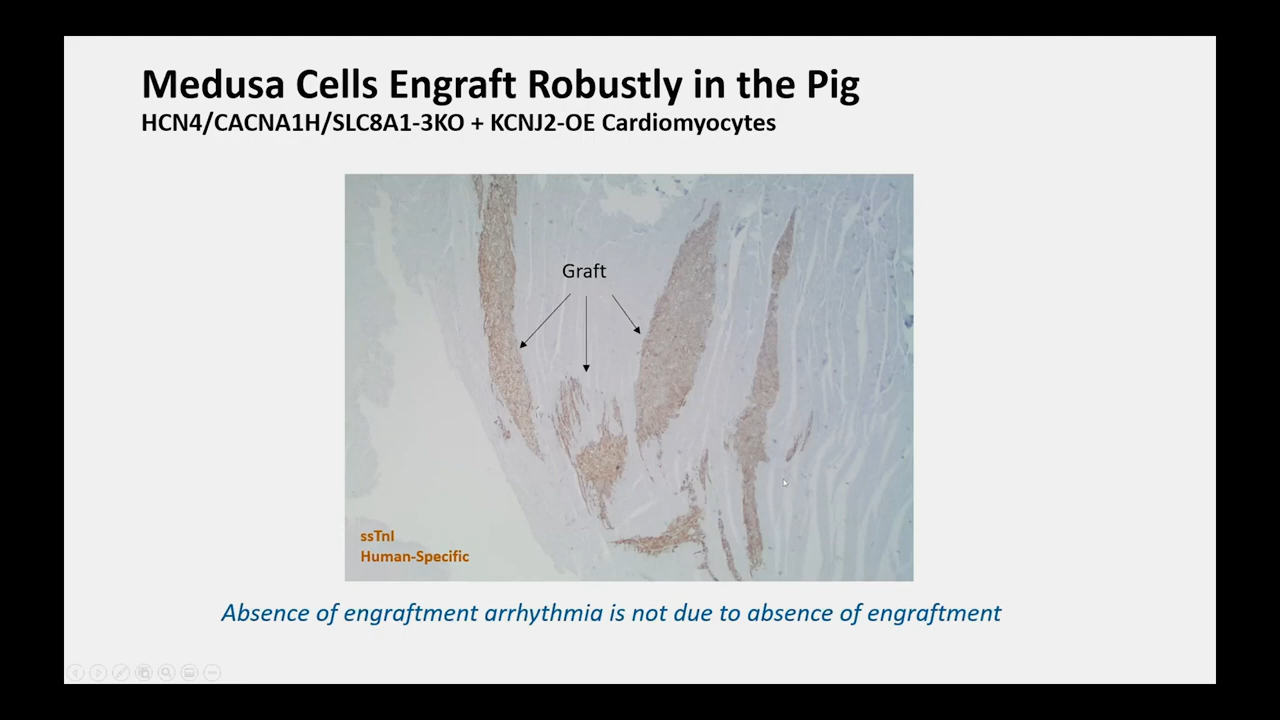 Medusa Cells Engraft Robustly in the Pig
HCN4/CACNA1H/SLC8A1-3KO + KCNJ2-OE Cardiomyocytes
Graft
ssTnI
Human-Specific
Absence of engraftment arrhythmia is not due to absence of engraftment